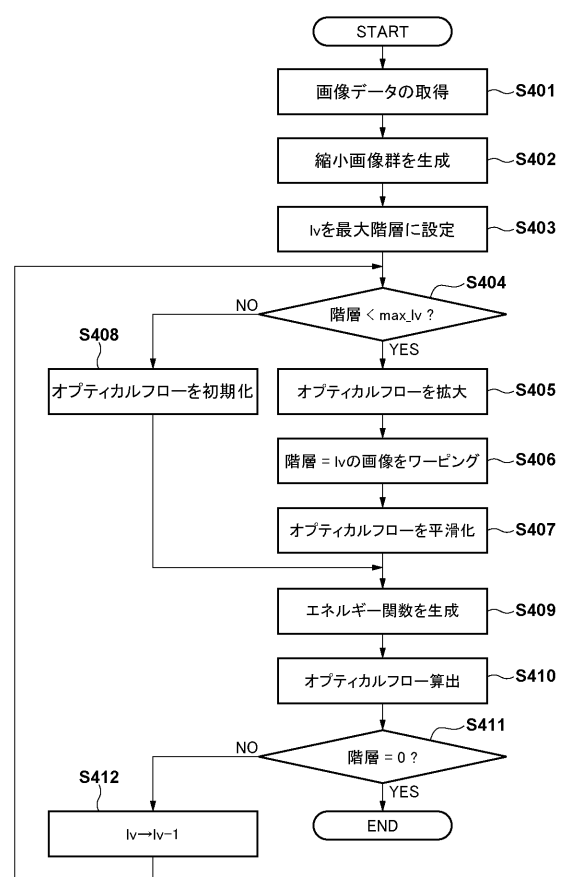 START
画像データの取得
S401
縮小画像群を生成
S402
lvを最大階層に設定
S403
S404
階層 < max_lv ?
NO
YES
S408
オプティカルフローを初期化
オプティカルフローを拡大
S405
階層 = lvの画像をワーピング
S406
オプティカルフローを平滑化
S407
エネルギー関数を生成
S409
オプティカルフロー算出
S410
S411
階層 = 0 ?
NO
YES
S412
lv→lv-1
END